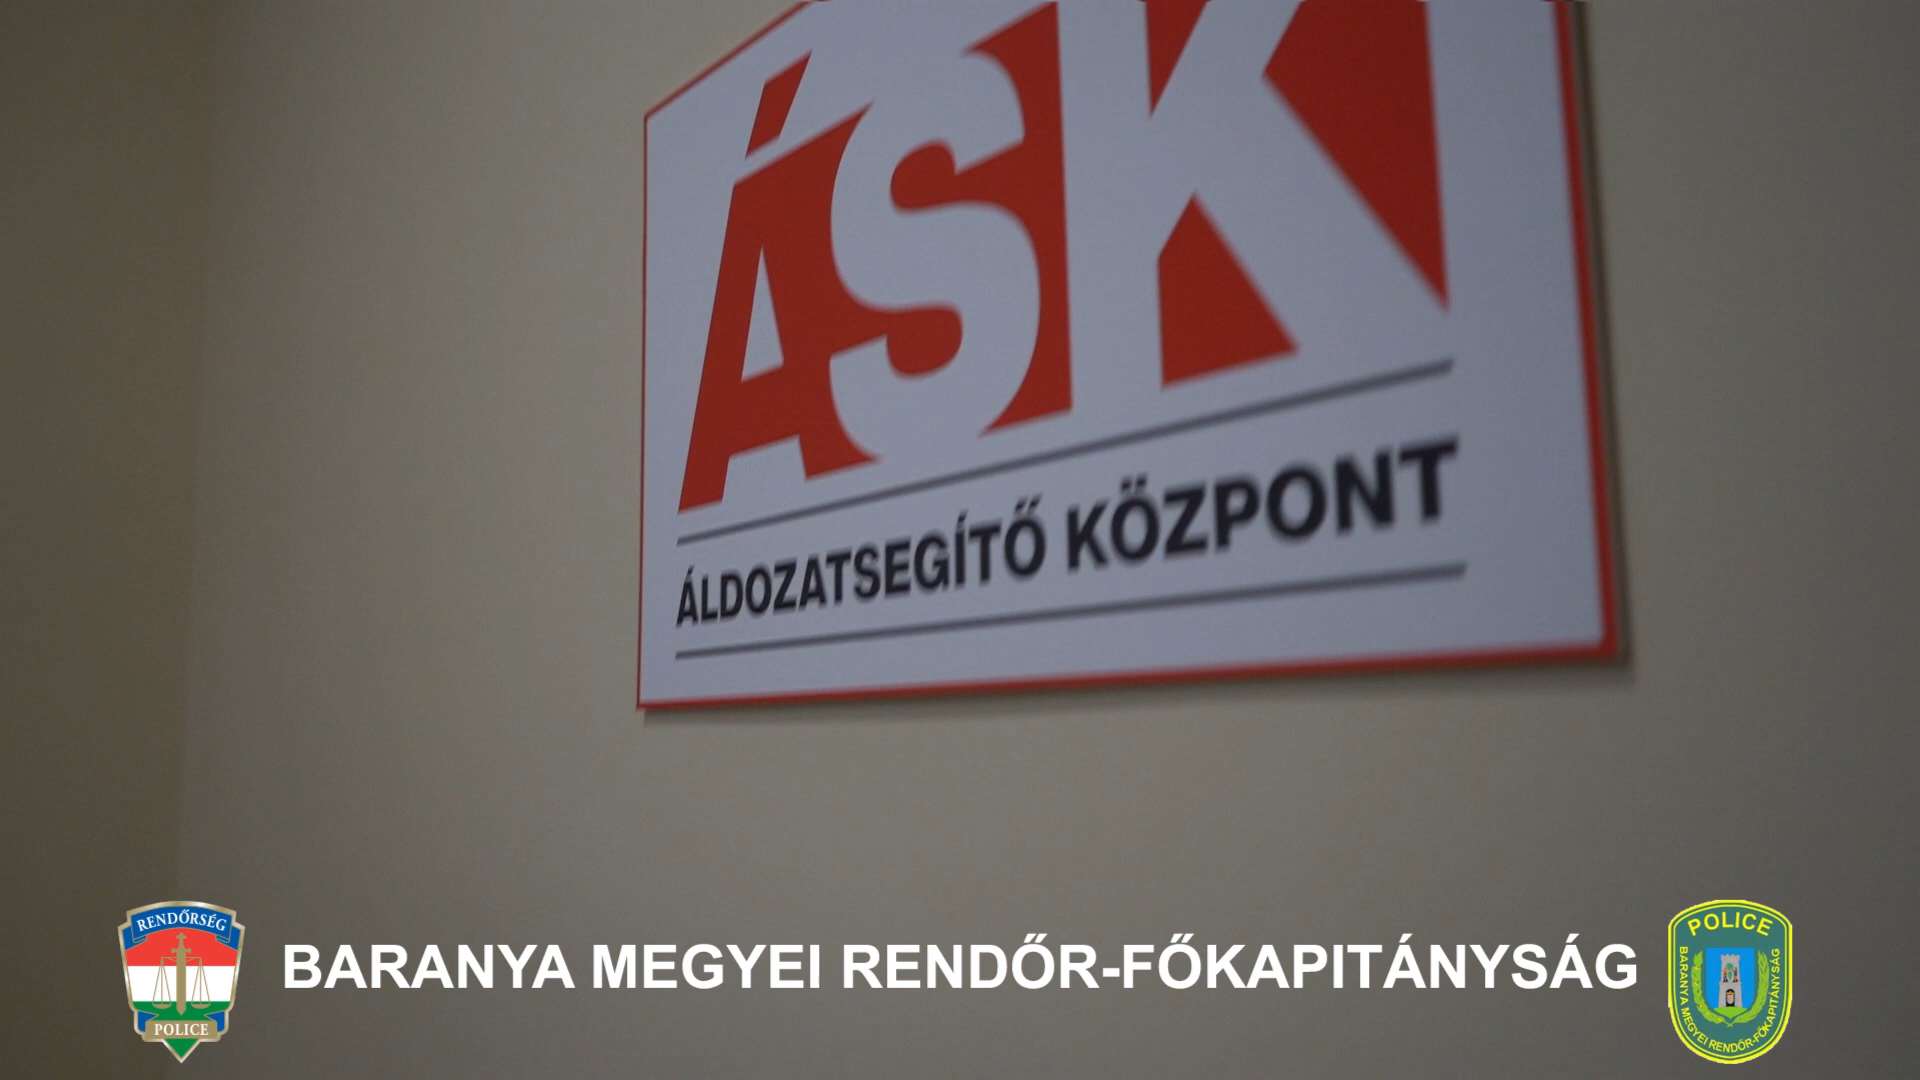 ÁSK
ÁLDOZATSEGÍTŐ KÖZPONT
RENDŐRSÉG
POLICE
BARANYA MEGYEI RENDŐR-FŐKAPITÁNYSÁG
POLICE
BARANYA MEGYEI RENDŐR-FŐKAPITÁNYSÁG